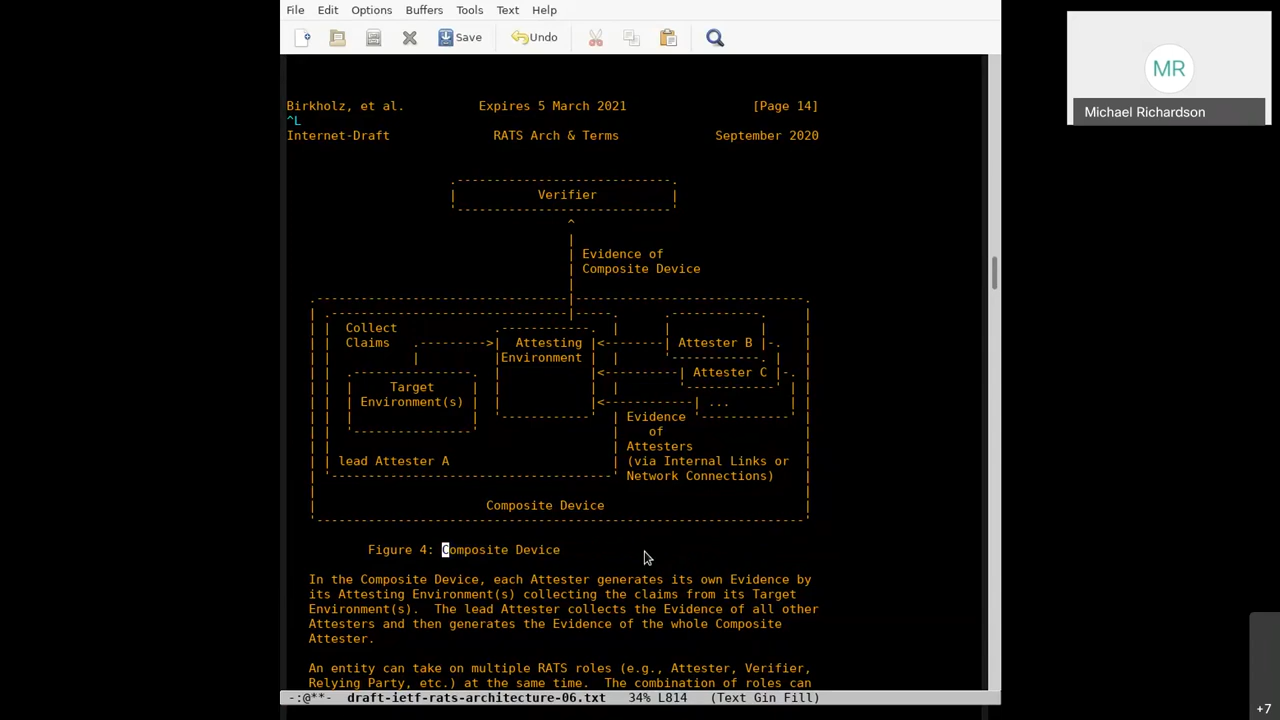 File Edit Options Buffers Tools Text Help
Save Undo
MR
Michael Richardson
Birkholz, et al. Expires 5 March 2021 [Page 14]
^L
Internet-Draft RATS Arch & Terms September 2020
Verifier
Evidence of
Composite Device
Collect
Claims
Attesting
Environment
Attester B
Attester C
...
Target
Environment(s)
Evidence
of
Attesters
(via Internal Links or
Network Connections)
lead Attester A
Composite Device
Figure 4: Composite Device
In the Composite Device, each Attester generates its own Evidence by
its Attesting Environment(s) collecting the claims from its Target
Environment(s). The lead Attester collects the Evidence of all other
Attesters and then generates the Evidence of the whole Composite
Attester.
An entity can take on multiple RATS roles (e.g., Attester, Verifier,
Relying Party, etc.) at the same time. The combination of roles can
-:@**- draft-ietf-rats-architecture-06.txt 34% L814 (Text Gin Fill)
+7